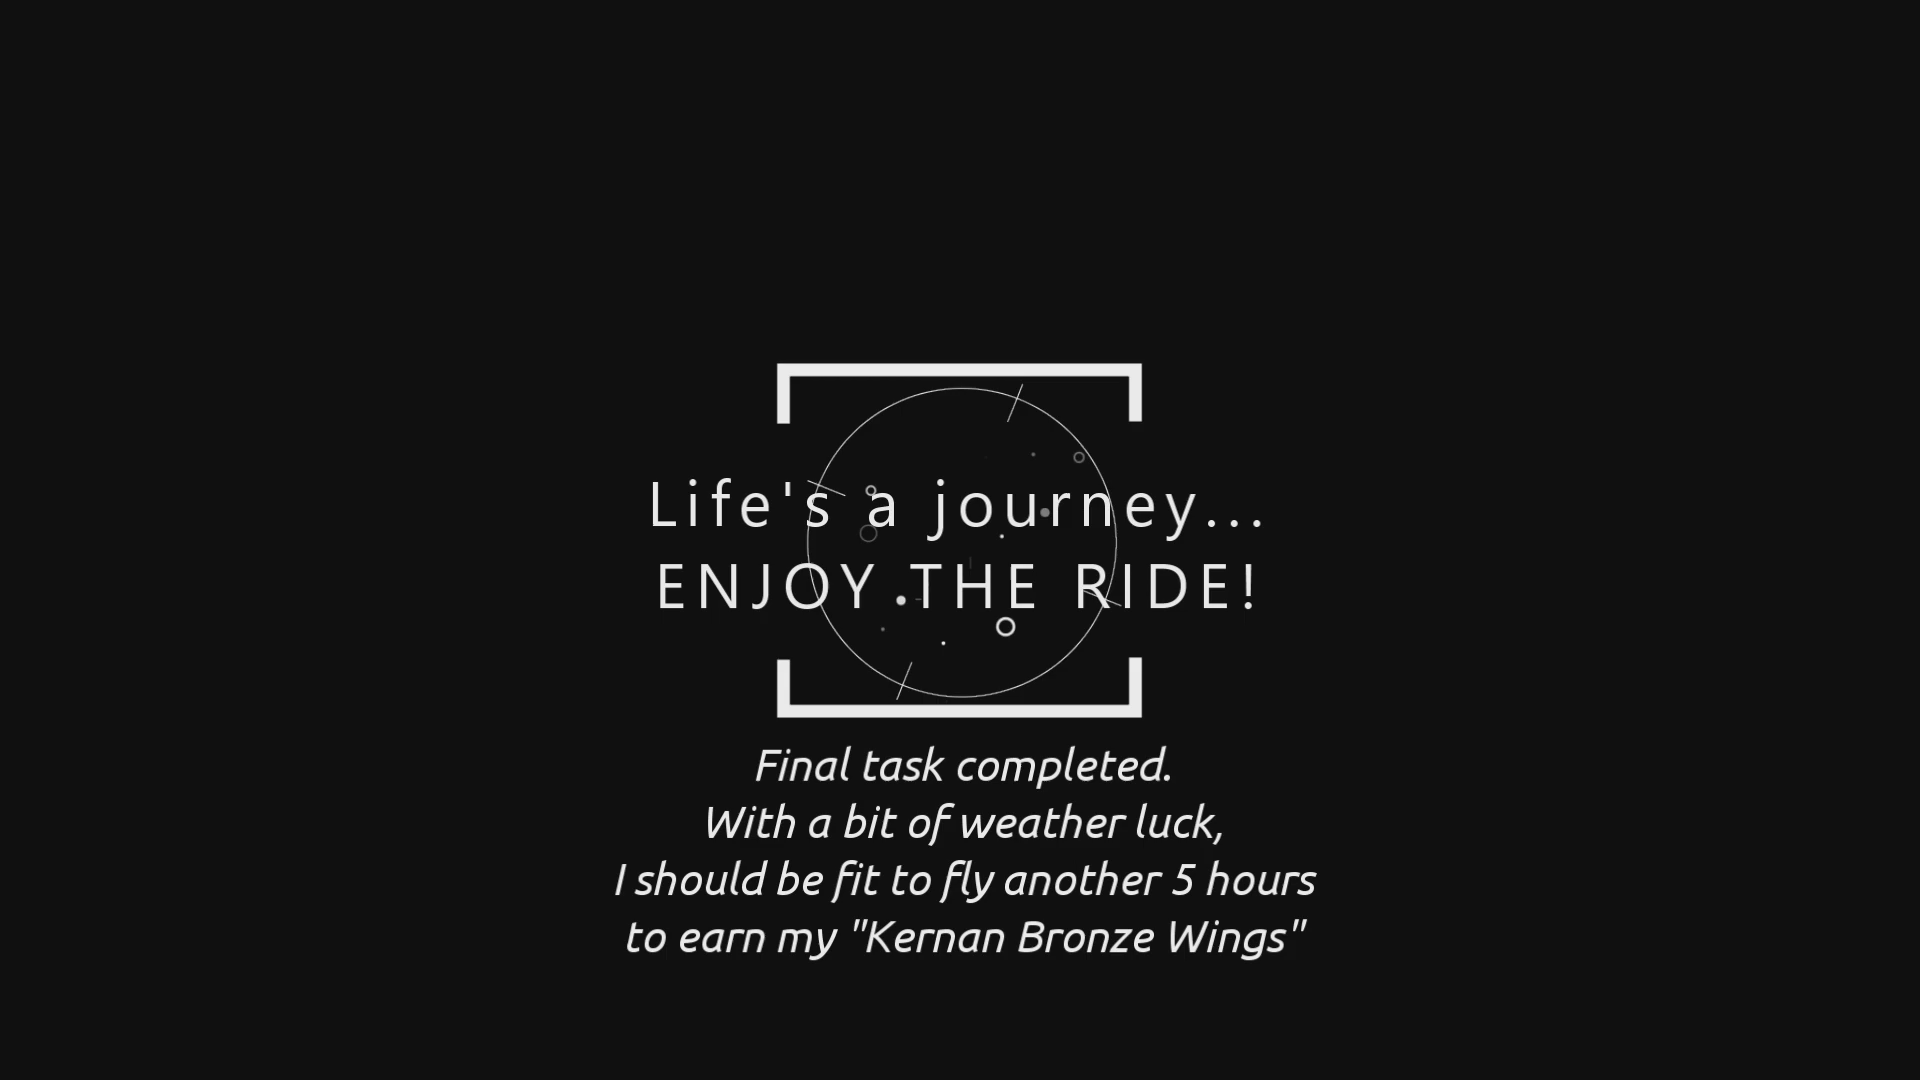 Life's a journey...
ENJOY THE RIDE!
Final task completed.
With a bit of weather luck,
I should be fit to fly another 5 hours
to earn my "Kernan Bronze Wings"